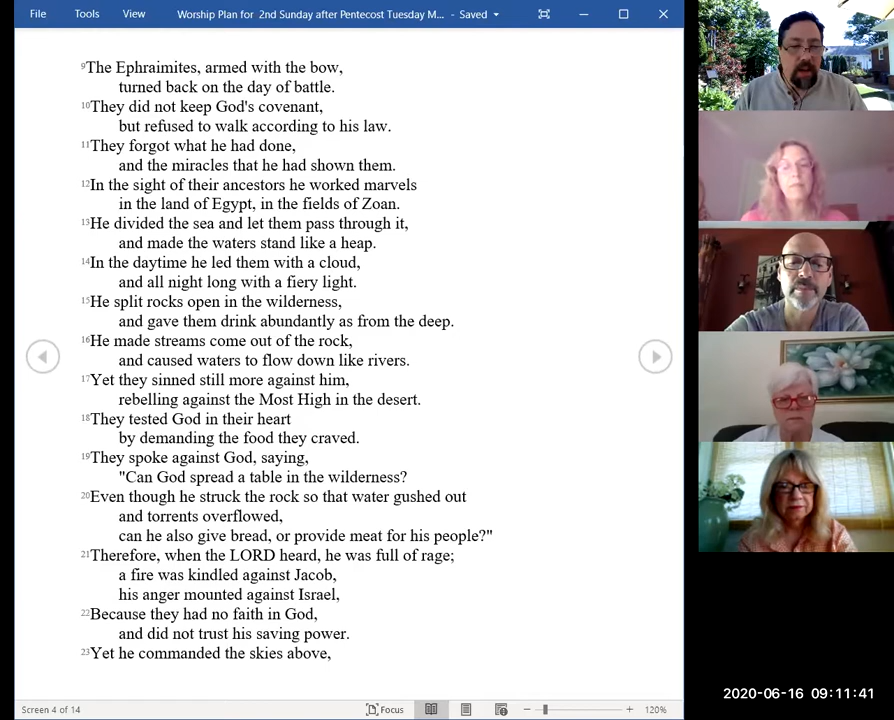 File Tools View Worship Plan for 2nd Sunday after Pentecost Tuesday M... - Saved
9The Ephraimites, armed with the bow,
turned back on the day of battle.
10They did not keep God's covenant,
but refused to walk according to his law.
11They forgot what he had done,
and the miracles that he had shown them.
12In the sight of their ancestors he worked marvels
in the land of Egypt, in the fields of Zoan.
13He divided the sea and let them pass through it,
and made the waters stand like a heap.
14In the daytime he led them with a cloud,
and all night long with a fiery light.
15He split rocks open in the wilderness,
and gave them drink abundantly as from the deep.
16He made streams come out of the rock,
and caused waters to flow down like rivers.
17Yet they sinned still more against him,
rebelling against the Most High in the desert.
18They tested God in their heart
by demanding the food they craved.
19They spoke against God, saying,
"Can God spread a table in the wilderness?
20Even though he struck the rock so that water gushed out
and torrents overflowed,
can he also give bread, or provide meat for his people?"
21Therefore, when the LORD heard, he was full of rage;
a fire was kindled against Jacob,
his anger mounted against Israel,
22Because they had no faith in God,
and did not trust his saving power.
23Yet he commanded the skies above,
2020-06-16 09:11:41
Screen 4 of 14 Focus 120%